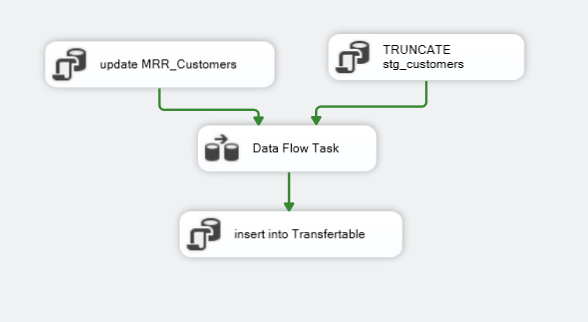 update MRR_Customers
TRUNCATE
stg_customers
Data Flow Task
insert into Transfertable